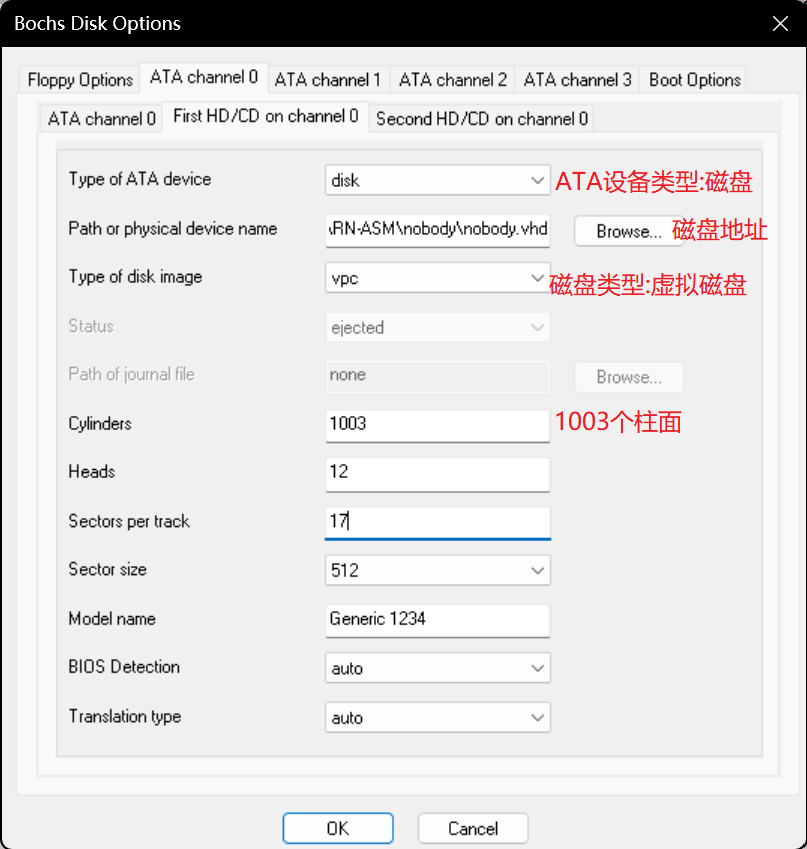 Bochs Disk Options
Floppy Options ATA channel 0 ATA channel 1 ATA channel 2 ATA channel 3 Boot Options
ATA channel 0 First HD/CD on channel 0 Second HD/CD on channel 0
Type of ATA device disk ATA设备类型:磁盘
Path or physical device name \RN-ASM\nobody\nobody.vhd Browse... 磁盘地址
Type of disk image vpc 磁盘类型:虚拟磁盘
Status ejected
Path of journal file none Browse...
Cylinders 1003 1003个柱面
Heads 12
Sectors per track 17
Sector size 512
Model name Generic 1234
BIOS Detection auto
Translation type auto
OK Cancel